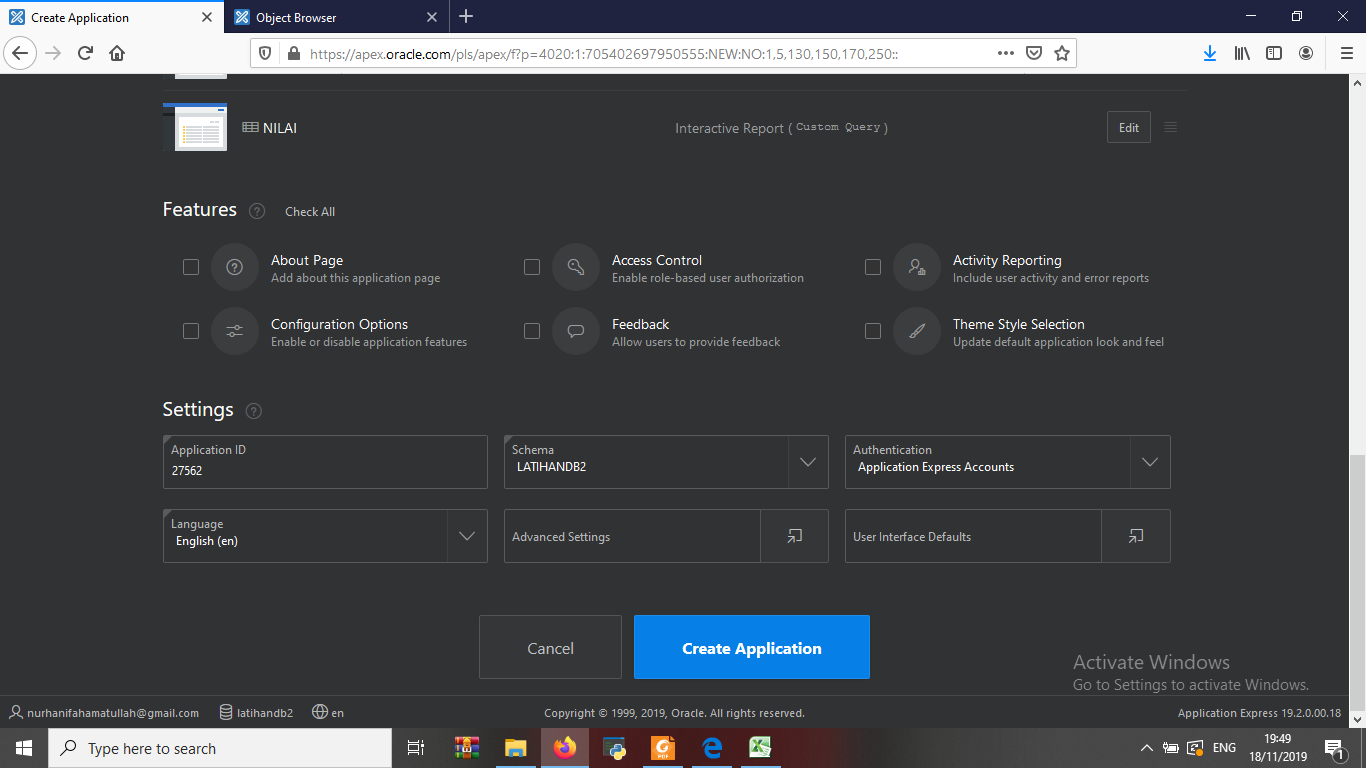 Create Application
Object Browser
https://apex.oracle.com/pls/apex/f?p=4020:1:705402697950555:NEW:NO:1,5,130,150,170,250::
NILAI
Interactive Report ( Custom Query )
Edit
Features ? Check All
About Page
Add about this application page
Access Control
Enable role-based user authorization
Activity Reporting
Include user activity and error reports
Configuration Options
Enable or disable application features
Feedback
Allow users to provide feedback
Theme Style Selection
Update default application look and feel
Settings ?
Application ID
27562
Schema
LATIHANDB2
Authentication
Application Express Accounts
Language
English (en)
Advanced Settings
User Interface Defaults
Cancel
Create Application
Activate Windows
Go to Settings to activate Windows.
nurhanifahamatullah@gmail.com
latihandb2
en
Copyright © 1999, 2019, Oracle. All rights reserved.
Application Express 19.2.0.00.18
Type here to search
PDF
ENG
19:49
18/11/2019
1